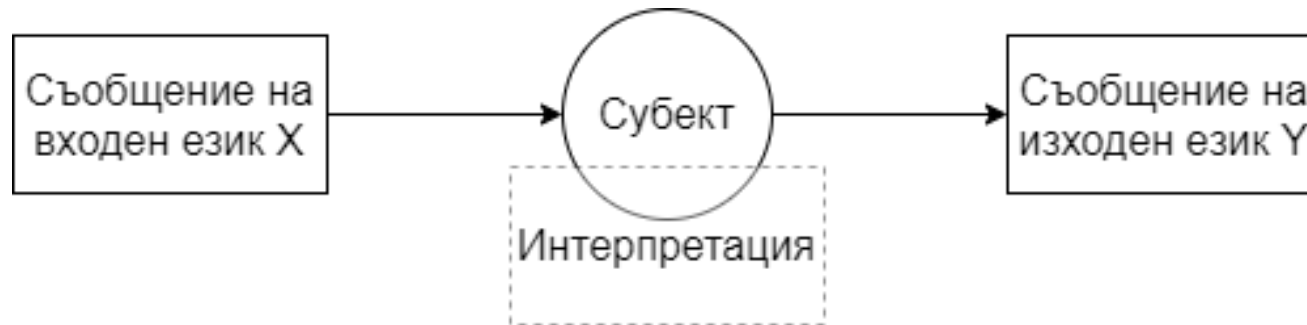 Съобщение на
входен език X
Субект
Интерпретация
Съобщение на
изходен език Y